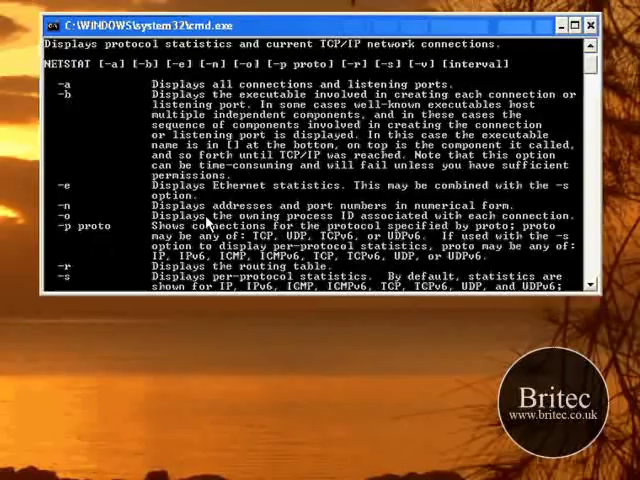 C:\WINDOWS\system32\cmd.exe
Displays protocol statistics and current TCP/IP network connections.
NETSTAT [-a] [-b] [-e] [-n] [-o] [-p proto] [-r] [-s] [-v] [interval]
-a Displays all connections and listening ports.
-b Displays the executable involved in creating each connection or
listening port. In some cases well-known executables host
multiple independent components, and in these cases the
sequence of components involved in creating the connection
or listening port is displayed. In this case the executable
name is in [] at the bottom, on top is the component it called,
and so forth until TCP/IP was reached. Note that this option
can be time-consuming and will fail unless you have sufficient
permissions.
-e Displays Ethernet statistics. This may be combined with the -s
option.
-n Displays addresses and port numbers in numerical form.
-o Displays the owning process ID associated with each connection.
-p proto Shows connections for the protocol specified by proto; proto
may be any of: TCP, UDP, TCPv6, or UDPv6. If used with the -s
option to display per-protocol statistics, proto may be any of:
IP, IPv6, ICMP, ICMPv6, TCP, TCPv6, UDP, or UDPv6.
-r Displays the routing table.
-s Displays per-protocol statistics. By default, statistics are
shown for IP, IPv6, ICMP, ICMPv6, TCP, TCPv6, UDP, and UDPv6;
Britec
www.britec.co.uk